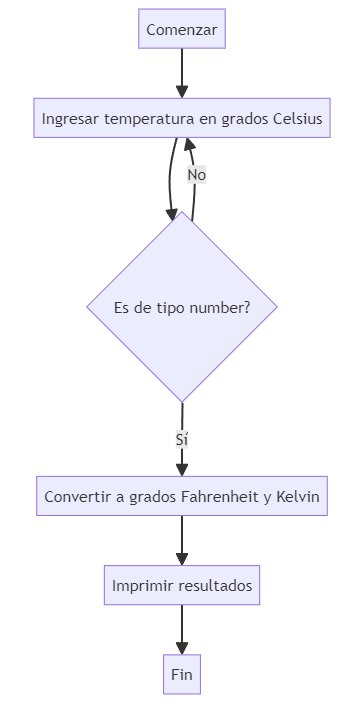 Comenzar
Ingresar temperatura en grados Celsius
No
Es de tipo number?
Sí
Convertir a grados Fahrenheit y Kelvin
Imprimir resultados
Fin